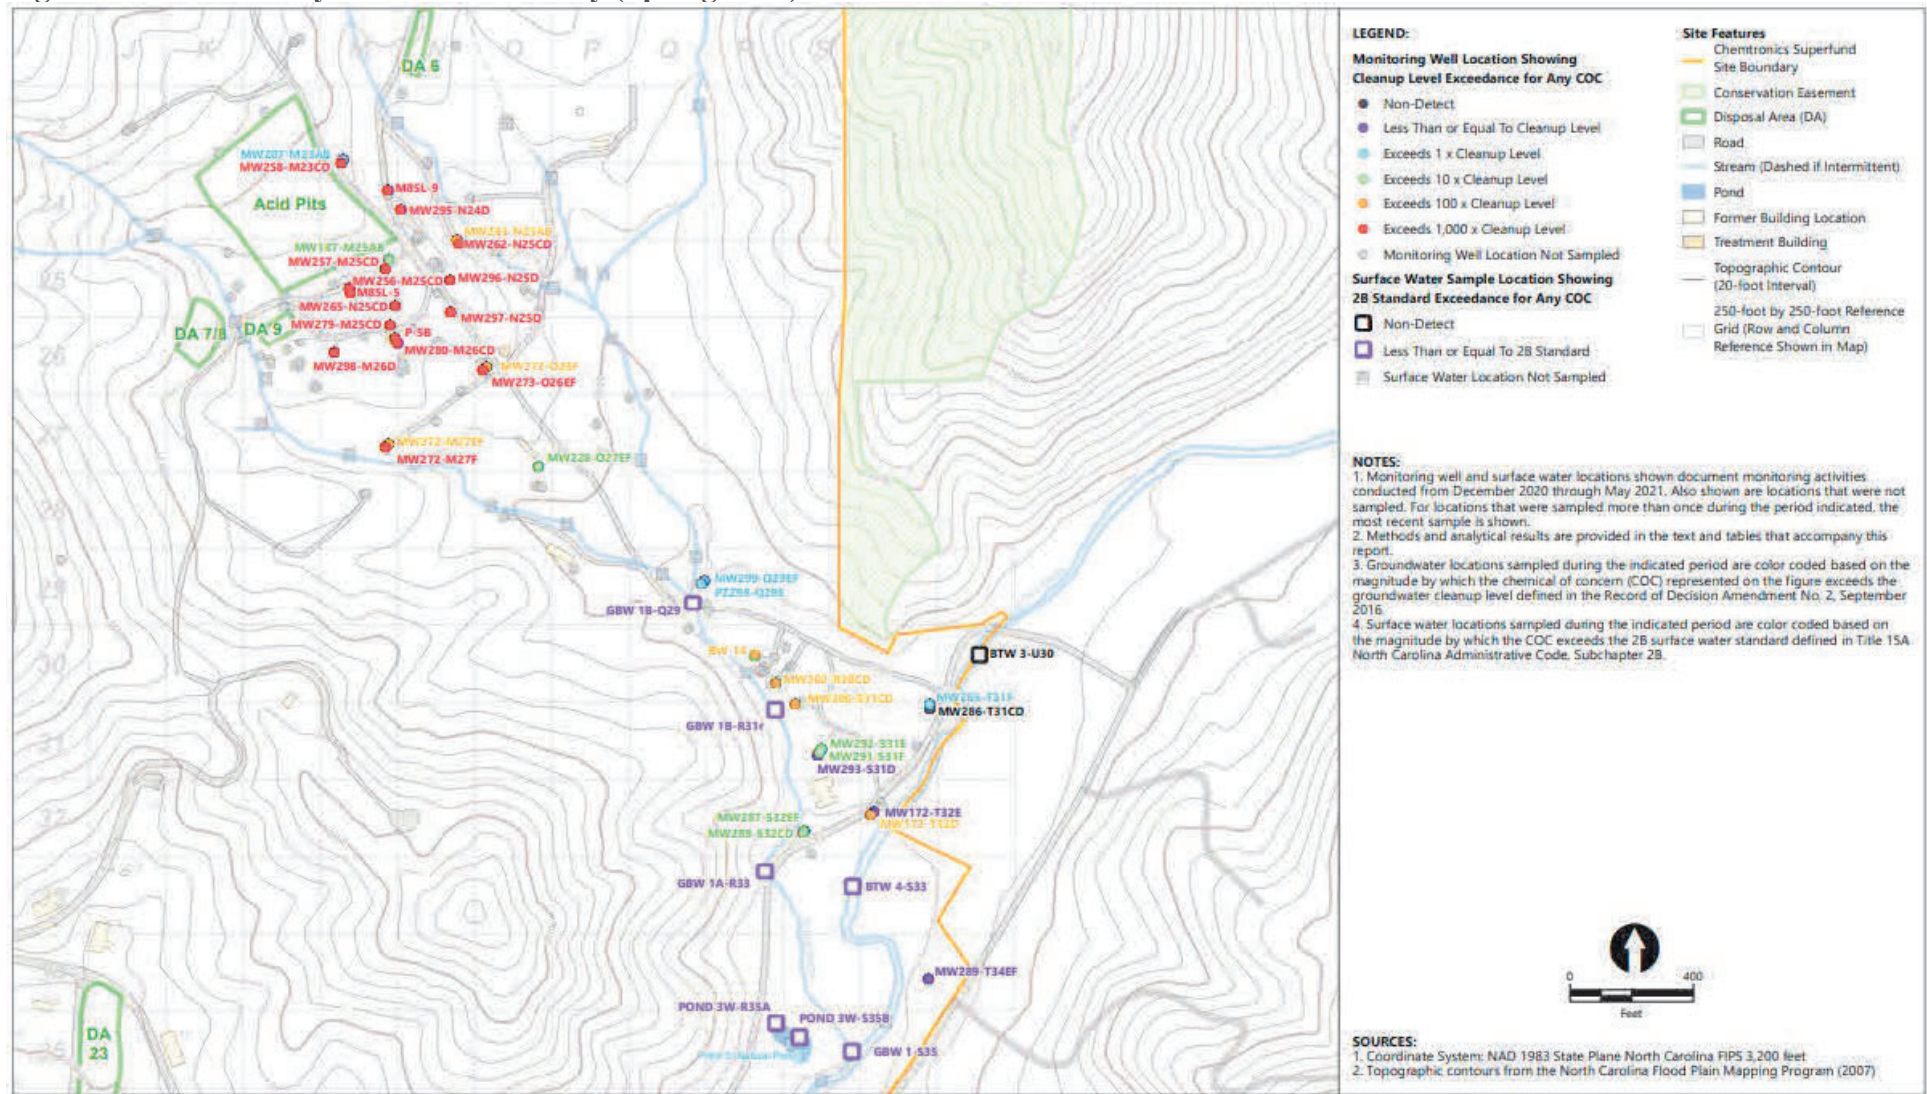 DA 6
MW258-M23CD
M85L-9
Acid Pits
MW295-N24D
MW262-N25CD
MW257-M25CD
MW256-M25CD
MW296-N25D
M85L-5
MW265-N25CD
MW297-N25D
DA 7/8
DA 9
MW279-M25CD
P-5B
MW280-M26CD
MW298-M26D
MW273-O26EF
MW272-M27EF
MW272-M27F
MW228-O27EF
MW299-Q29EF
GBW 1B-Q29
BW-14
BTW 3-U30
MW286-T31CD
GBW 1B-R31r
MW292-S31E
MW291-S31F
MW293-S31D
MW172-T32E
MW287-S32EF
MW288-S32CD
GBW 1A-R33
BTW 4-S33
MW289-T34EF
POND 3W-R35A
POND 3W-S35B
GBW 1-S35
DA
23
LEGEND:
Monitoring Well Location Showing
Cleanup Level Exceedance for Any COC
Non-Detect
Less Than or Equal To Cleanup Level
Exceeds 1 x Cleanup Level
Exceeds 10 x Cleanup Level
Exceeds 100 x Cleanup Level
Exceeds 1,000 x Cleanup Level
Monitoring Well Location Not Sampled
Surface Water Sample Location Showing
2B Standard Exceedance for Any COC
Non-Detect
Less Than or Equal To 2B Standard
Surface Water Location Not Sampled
Site Features
Chemtronics Superfund
Site Boundary
Conservation Easement
Disposal Area (DA)
Road
Stream (Dashed if Intermittent)
Pond
Former Building Location
Treatment Building
Topographic Contour
(20-foot Interval)
250-foot by 250-foot Reference
Grid (Row and Column
Reference Shown in Map)
NOTES:
1. Monitoring well and surface water locations shown document monitoring activities
conducted from December 2020 through May 2021. Also shown are locations that were not
sampled. For locations that were sampled more than once during the period indicated, the
most recent sample is shown.
2. Methods and analytical results are provided in the text and tables that accompany this
report.
3. Groundwater locations sampled during the indicated period are color coded based on the
magnitude by which the chemical of concern (COC) represented on the figure exceeds the
groundwater cleanup level defined in the Record of Decision Amendment No. 2, September
2016.
4. Surface water locations sampled during the indicated period are color coded based on
the magnitude by which the COC exceeds the 2B surface water standard defined in Title 15A
North Carolina Administrative Code, Subchapter 2B.
0 400
Feet
SOURCES:
1. Coordinate System: NAD 1983 State Plane North Carolina FIPS 3,200 feet
2. Topographic contours from the North Carolina Flood Plain Mapping Program (2007)